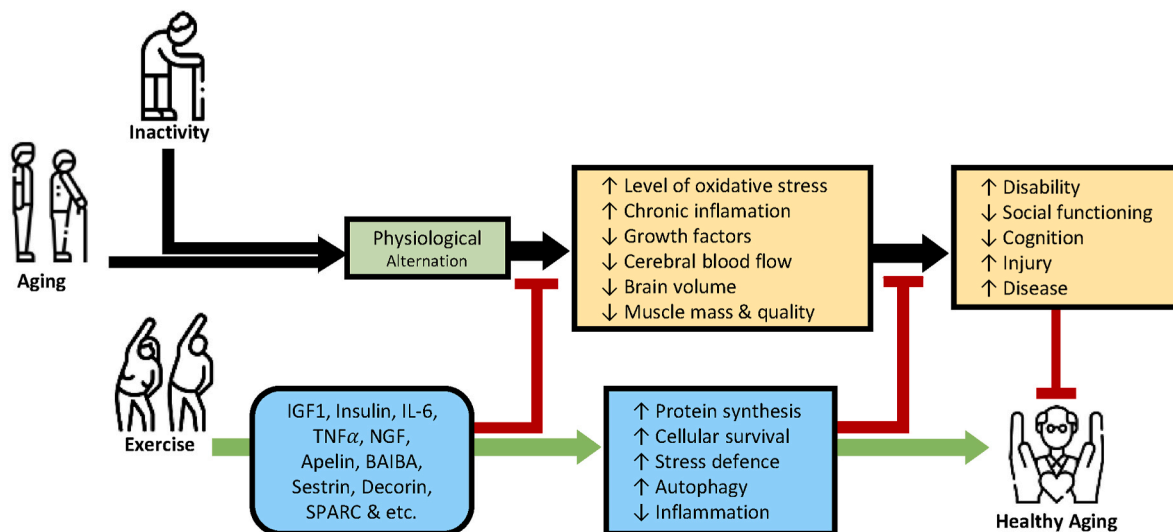 Inactivity
Aging
Physiological
Alternation
↑ Level of oxidative stress
↑ Chronic inflamation
↓ Growth factors
↓ Cerebral blood flow
↓ Brain volume
↓ Muscle mass & quality
↑ Disability
↓ Social functioning
↓ Cognition
↑ Injury
↑ Disease
Exercise
IGF1, Insulin, IL-6,
TNFα, NGF,
Apelin, BAIBA,
Sestrin, Decorin,
SPARC & etc.
↑ Protein synthesis
↑ Cellular survival
↑ Stress defence
↑ Autophagy
↓ Inflammation
Healthy Aging